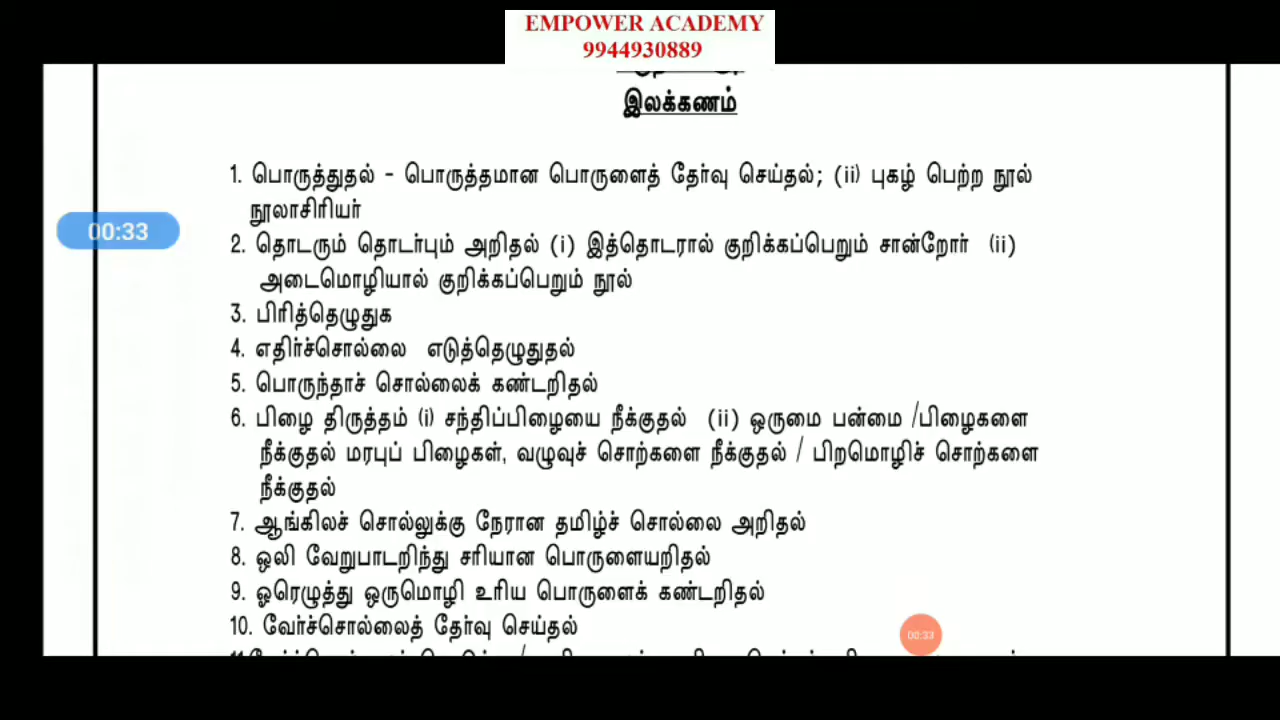 EMPOWER ACADEMY
9944930889
இலக்கணம்
1. பொருத்துதல் - பொருத்தமான பொருளைத் தேர்வு செய்தல்; (ii) புகழ் பெற்ற நூல்
நூலாசிரியர்
00:33
2. தொடரும் தொடர்பும் அறிதல் (i) இத்தொடரால் குறிக்கப்பெறும் சான்றோர் (ii)
அடைமொழியால் குறிக்கப்பெறும் நூல்
3. பிரித்தெழுதுக
4. எதிர்ச்சொல்லை எடுத்தெழுதுதல்
5. பொருந்தாச் சொல்லைக் கண்டறிதல்
6. பிழை திருத்தம் (i) சந்திப்பிழையை நீக்குதல் (ii) ஒருமை பன்மை /பிழைகளை
நீக்குதல் மரபுப் பிழைகள், வழுவுச் சொற்களை நீக்குதல் / பிறமொழிச் சொற்களை
நீக்குதல்
7. ஆங்கிலச் சொல்லுக்கு நேரான தமிழ்ச் சொல்லை அறிதல்
8. ஒலி வேறுபாடறிந்து சரியான பொருளையறிதல்
9. ஓரெழுத்து ஒருமொழி உரிய பொருளைக் கண்டறிதல்
10. வேர்ச்சொல்லைத் தேர்வு செய்தல்
00:33